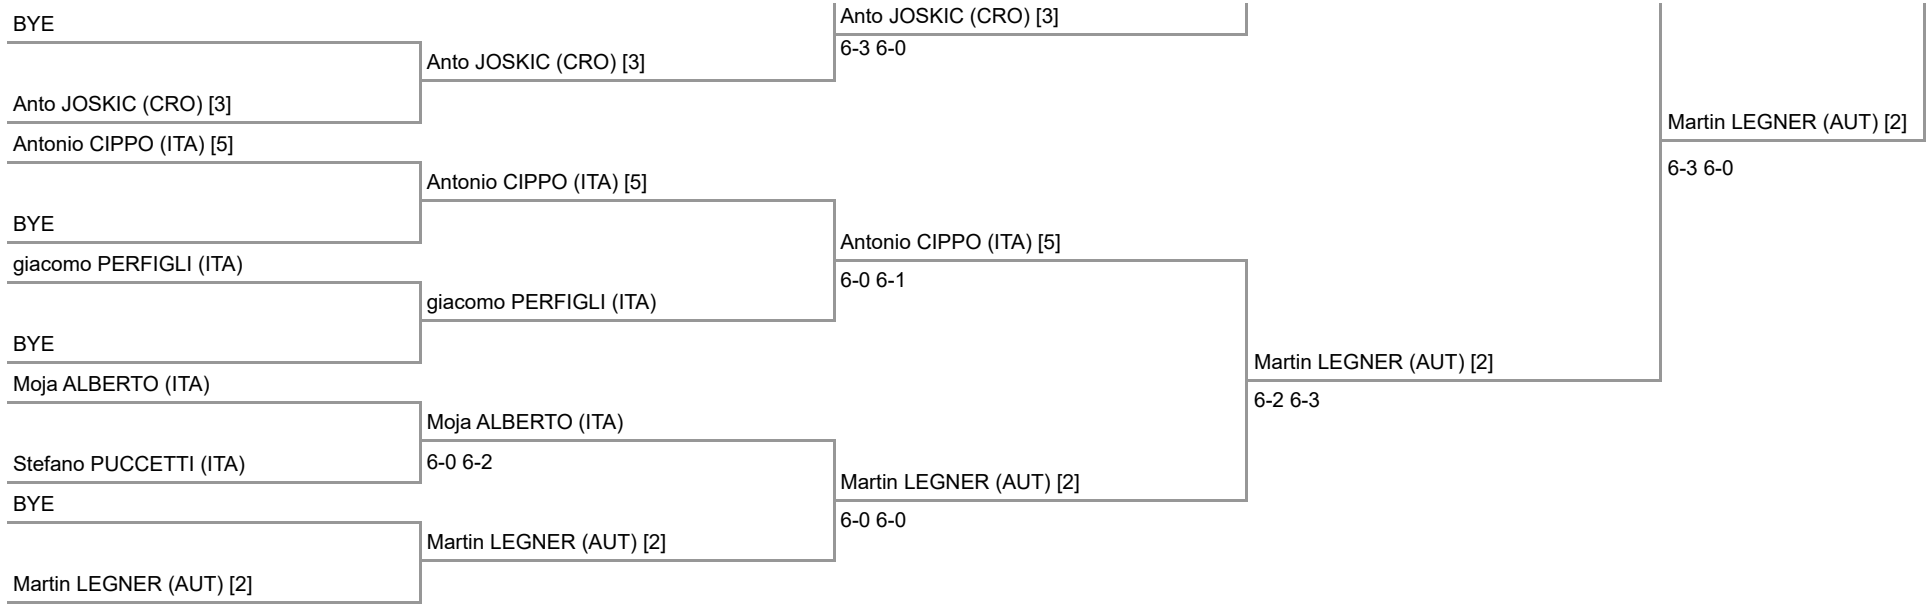 BYE
Anto JOSKIC (CRO) [3]
Anto JOSKIC (CRO) [3]
Antonio CIPPO (ITA) [5]
Antonio CIPPO (ITA) [5]
BYE
giacomo PERFIGLI (ITA)
giacomo PERFIGLI (ITA)
BYE
Moja ALBERTO (ITA)
Moja ALBERTO (ITA)
Stefano PUCCETTI (ITA)
6-0 6-2
BYE
Martin LEGNER (AUT) [2]
Martin LEGNER (AUT) [2]
Anto JOSKIC (CRO) [3]
6-3 6-0
Antonio CIPPO (ITA) [5]
6-0 6-1
Martin LEGNER (AUT) [2]
6-0 6-0
Martin LEGNER (AUT) [2]
6-2 6-3
Martin LEGNER (AUT) [2]
6-3 6-0